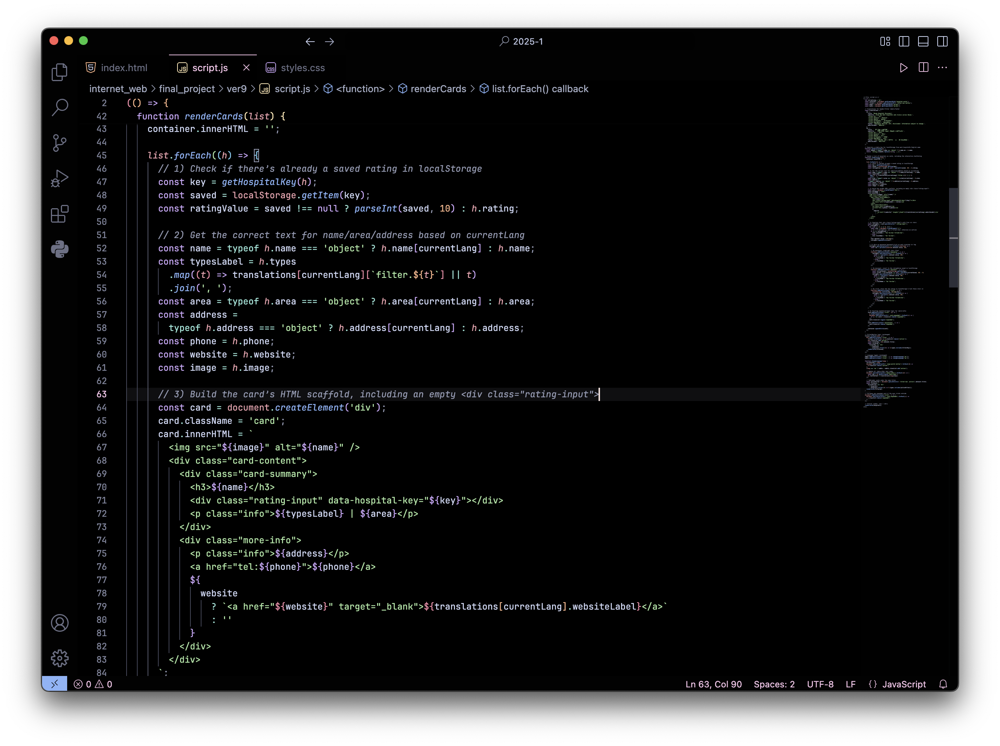 2025-1
index.html
JS script.js
CSS styles.css
internet_web > final_project > ver9 > JS script.js > <function> > renderCards > list.forEach() callback
2 (() => {
42 function renderCards(list) {
43 container.innerHTML = '';
44
45 list.forEach((h) => {
46 // 1) Check if there’s already a saved rating in localStorage
47 const key = getHospitalKey(h);
48 const saved = localStorage.getItem(key);
49 const ratingValue = saved !== null ? parseInt(saved, 10) : h.rating;
50
51 // 2) Get the correct text for name/area/address based on currentLang
52 const name = typeof h.name === 'object' ? h.name[currentLang] : h.name;
53 const typesLabel = h.types
54 .map((t) => translations[currentLang][`filter.${t}`] || t)
55 .join(', ');
56 const area = typeof h.area === 'object' ? h.area[currentLang] : h.area;
57 const address =
58 typeof h.address === 'object' ? h.address[currentLang] : h.address;
59 const phone = h.phone;
60 const website = h.website;
61 const image = h.image;
62
63 // 3) Build the card’s HTML scaffold, including an empty <div class="rating-input">
64 const card = document.createElement('div');
65 card.className = 'card';
66 card.innerHTML = `
67 <img src="${image}" alt="${name}" />
68 <div class="card-content">
69 <div class="card-summary">
70 <h3>${name}</h3>
71 <div class="rating-input" data-hospital-key="${key}"></div>
72 <p class="info">${typesLabel} | ${area}</p>
73 </div>
74 <div class="more-info">
75 <p class="info">${address}</p>
76 <a href="tel:${phone}">${phone}</a>
77 ${
78 website
79 ? `<a href="${website}" target="_blank">${translations[currentLang].websiteLabel}</a>`
80 : ''
81 }
82 </div>
83 </div>
84 `;
0 0
Ln 63, Col 90 Spaces: 2 UTF-8 LF {} JavaScript